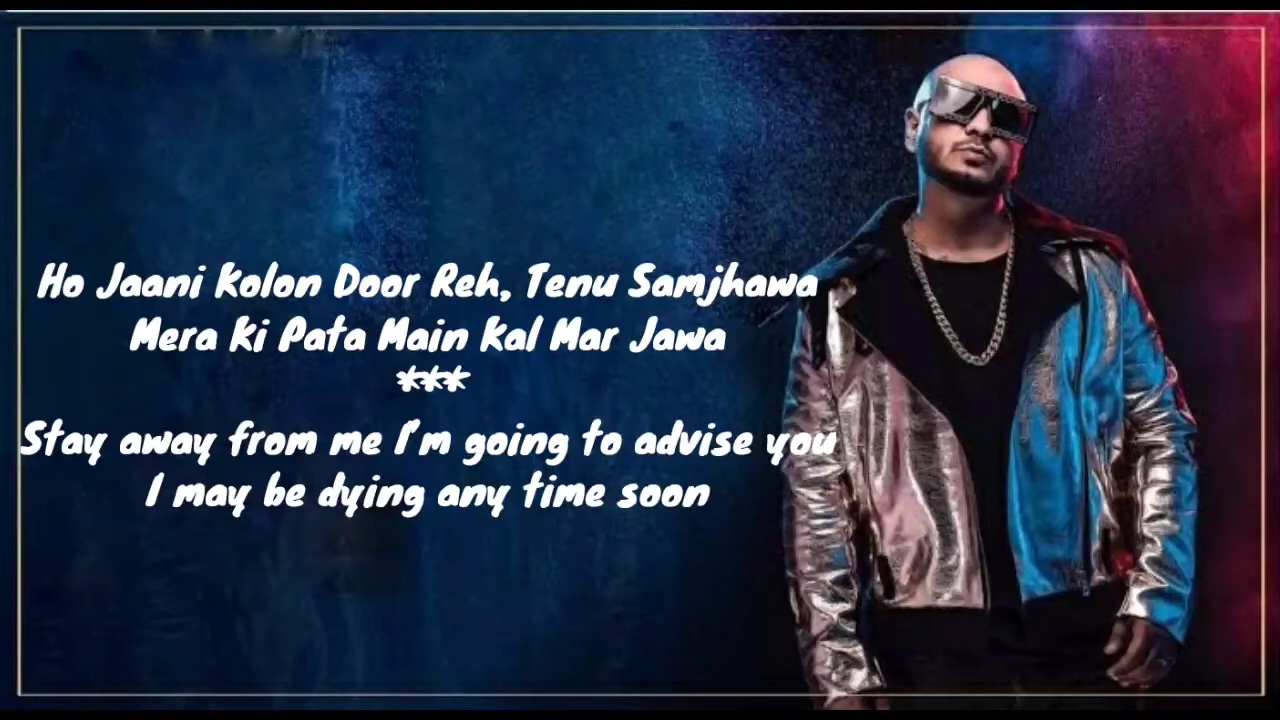 Ho Jaani Kolon Door Reh, Tenu Samjhawa
Mera Ki Pata Main Kal Mar Jawa
***
Stay away from me I'm going to advise you
I may be dying any time soon